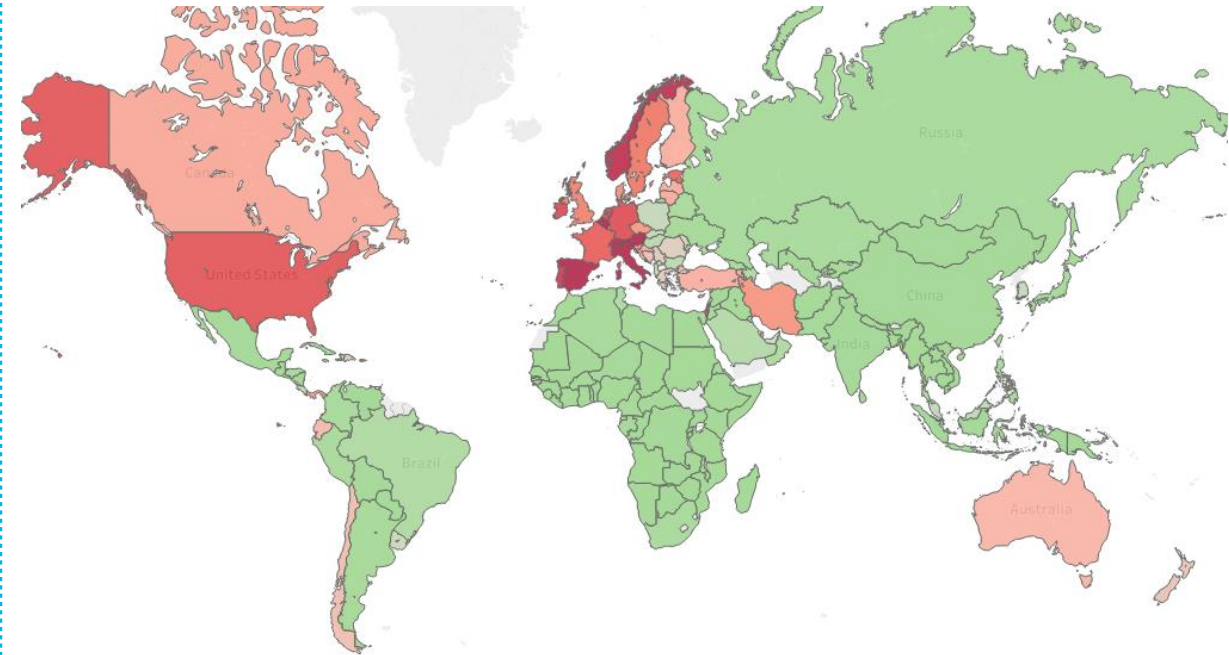 Russia
Canada
United States
China
India
Brazil
Australia